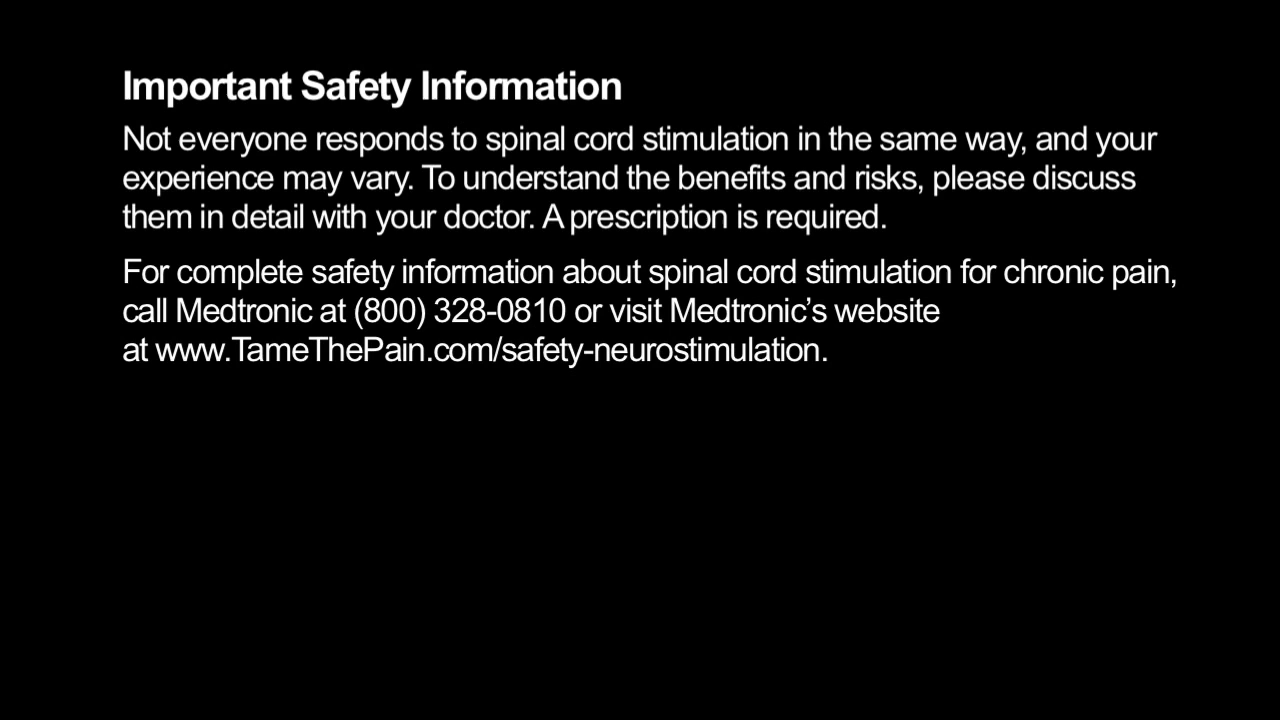 Important Safety Information
Not everyone responds to spinal cord stimulation in the same way, and your
experience may vary. To understand the benefits and risks, please discuss
them in detail with your doctor. A prescription is required.
For complete safety information about spinal cord stimulation for chronic pain,
call Medtronic at (800) 328-0810 or visit Medtronic’s website
at www.TameThePain.com/safety-neurostimulation.